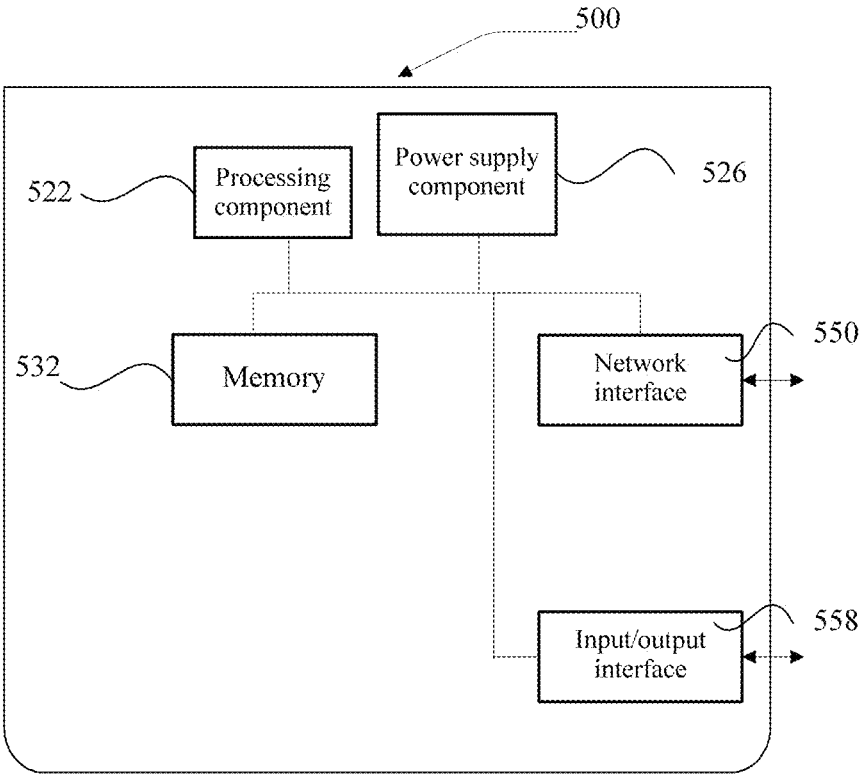 500
Power supply
component
526
522
Processing
component
550
532
Memory
Network
interface
558
Input/output
interface